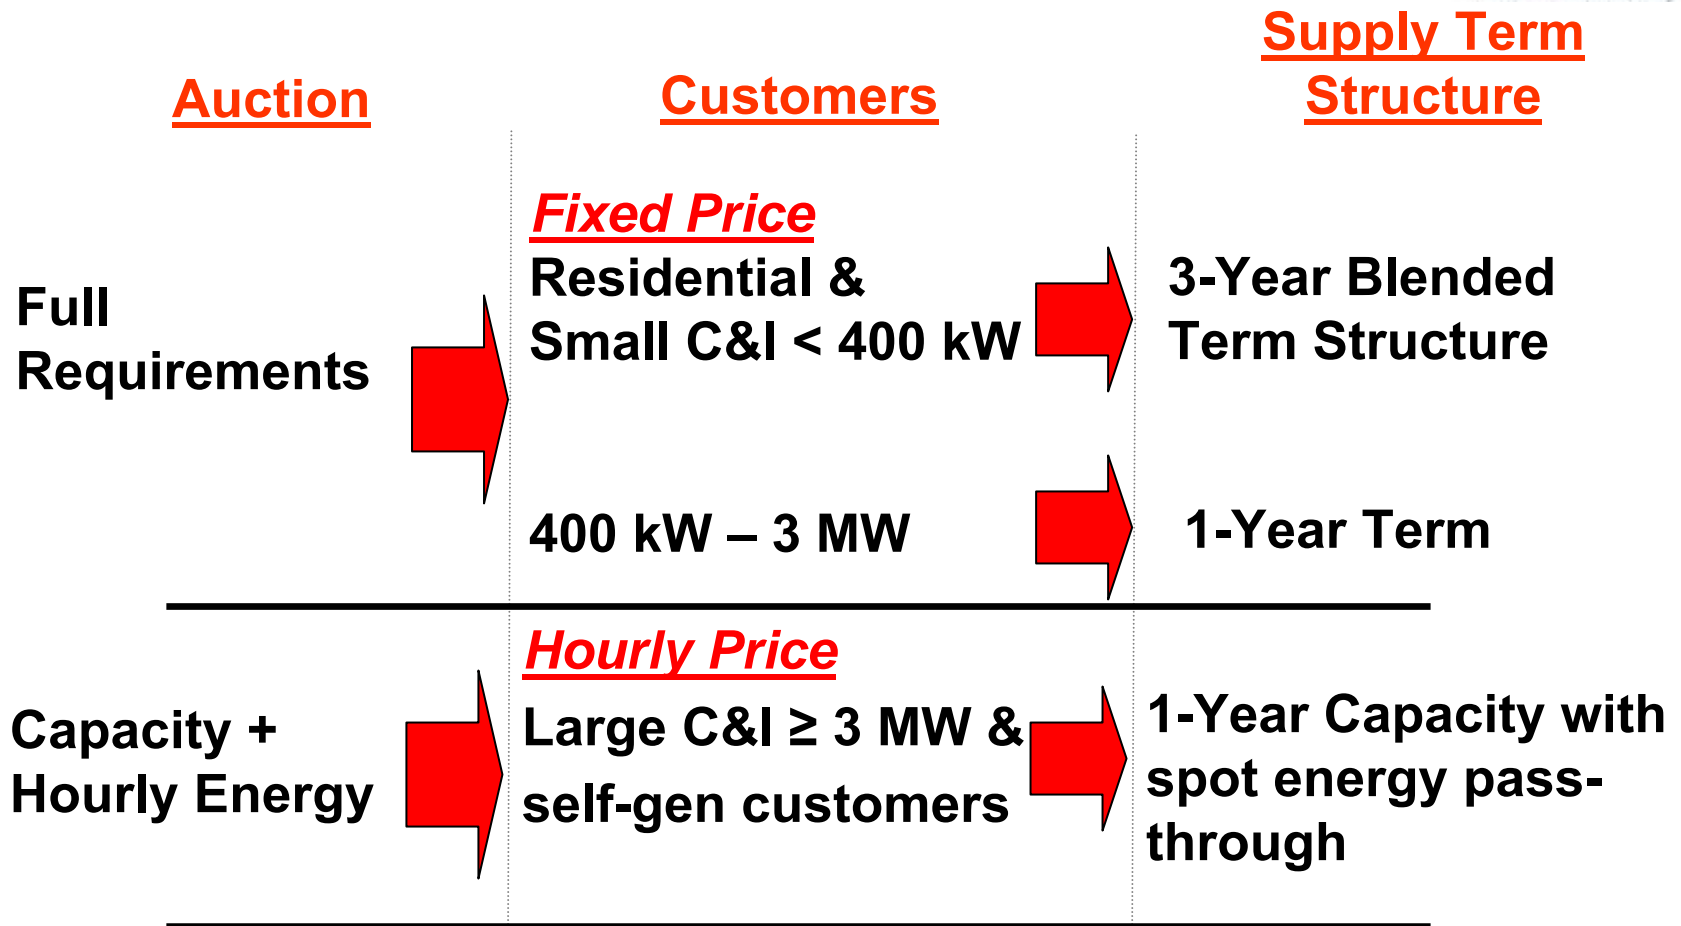 Auction
Customers
Supply Term
Structure
Full
Requirements
Fixed Price
Residential &
Small C&I < 400 kW
3-Year Blended
Term Structure
400 kW – 3 MW
1-Year Term
Capacity +
Hourly Energy
Hourly Price
Large C&I ≥ 3 MW &
self-gen customers
1-Year Capacity with
spot energy pass-
through